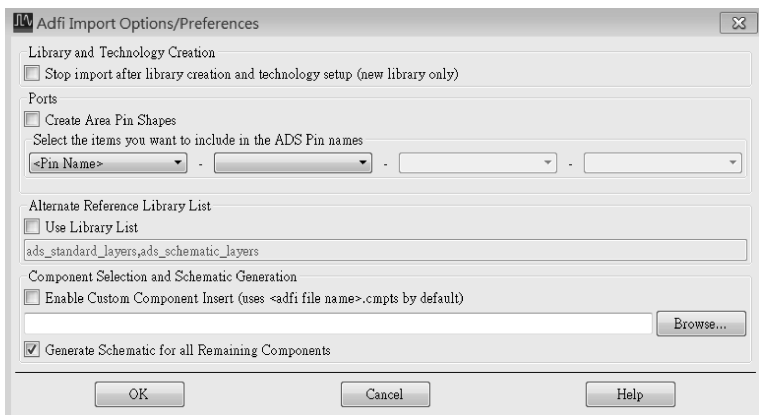 Adfi Import Options/Preferences
Library and Technology Creation
Stop import after library creation and technology setup (new library only)
Ports
Create Area Pin Shapes
Select the items you want to include in the ADS Pin names
<Pin Name> - - -
Alternate Reference Library List
Use Library List
ads_standard_layers,ads_schematic_layers
Component Selection and Schematic Generation
Enable Custom Component Insert (uses <adfi file name>.cmpts by default)
Browse...
Generate Schematic for all Remaining Components
OK Cancel Help